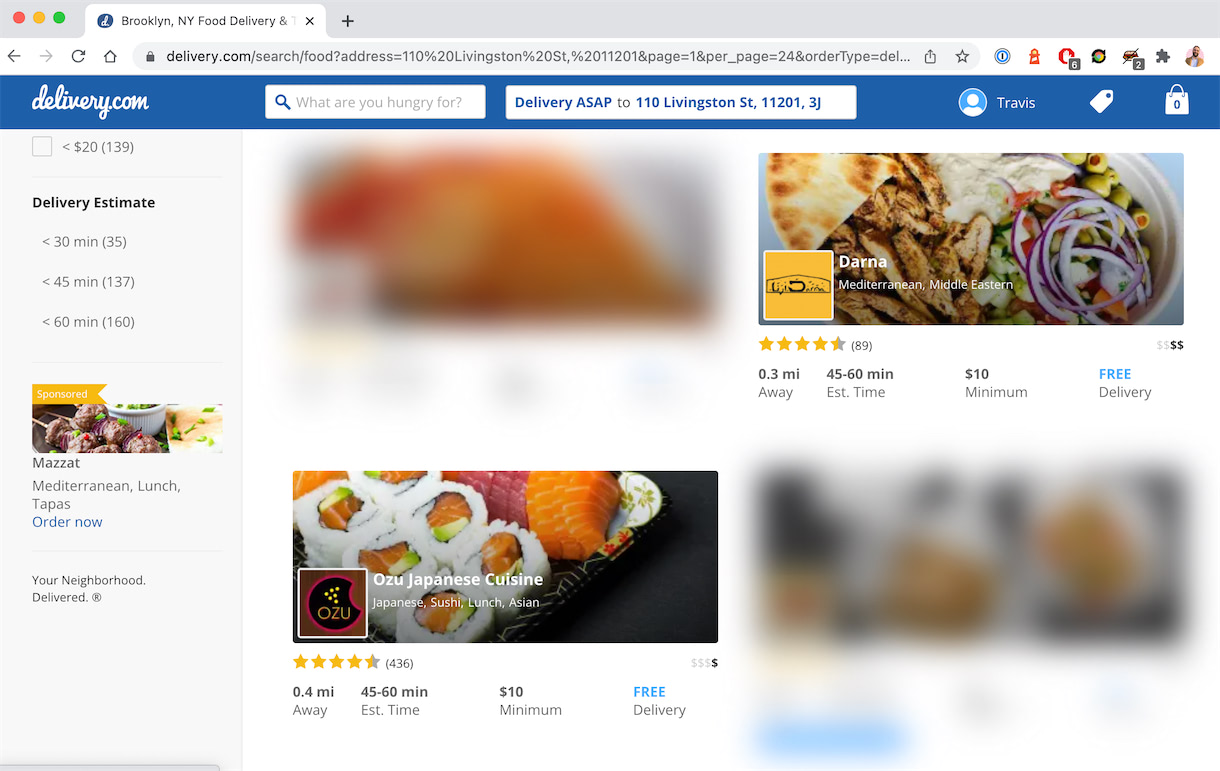 Brooklyn, NY Food Delivery &
delivery.com/search/food?address=110%20Livingston%20St,%2011201&page=1&per_page=24&orderType=del...
6
2
delivery.com
What are you hungry for?
Delivery ASAP to 110 Livingston St, 11201, 3J
Travis
0
< $20 (139)
Delivery Estimate
< 30 min (35)
< 45 min (137)
< 60 min (160)
Sponsored
Mazzat
Mediterranean, Lunch,
Tapas
Order now
Your Neighborhood.
Delivered. ®
Darna
Mediterranean, Middle Eastern
(89) $$$$
0.3 mi 45-60 min $10 FREE
Away Est. Time Minimum Delivery
OZU
Ozu Japanese Cuisine
Japanese, Sushi, Lunch, Asian
(436) $$$$
0.4 mi 45-60 min $10 FREE
Away Est. Time Minimum Delivery